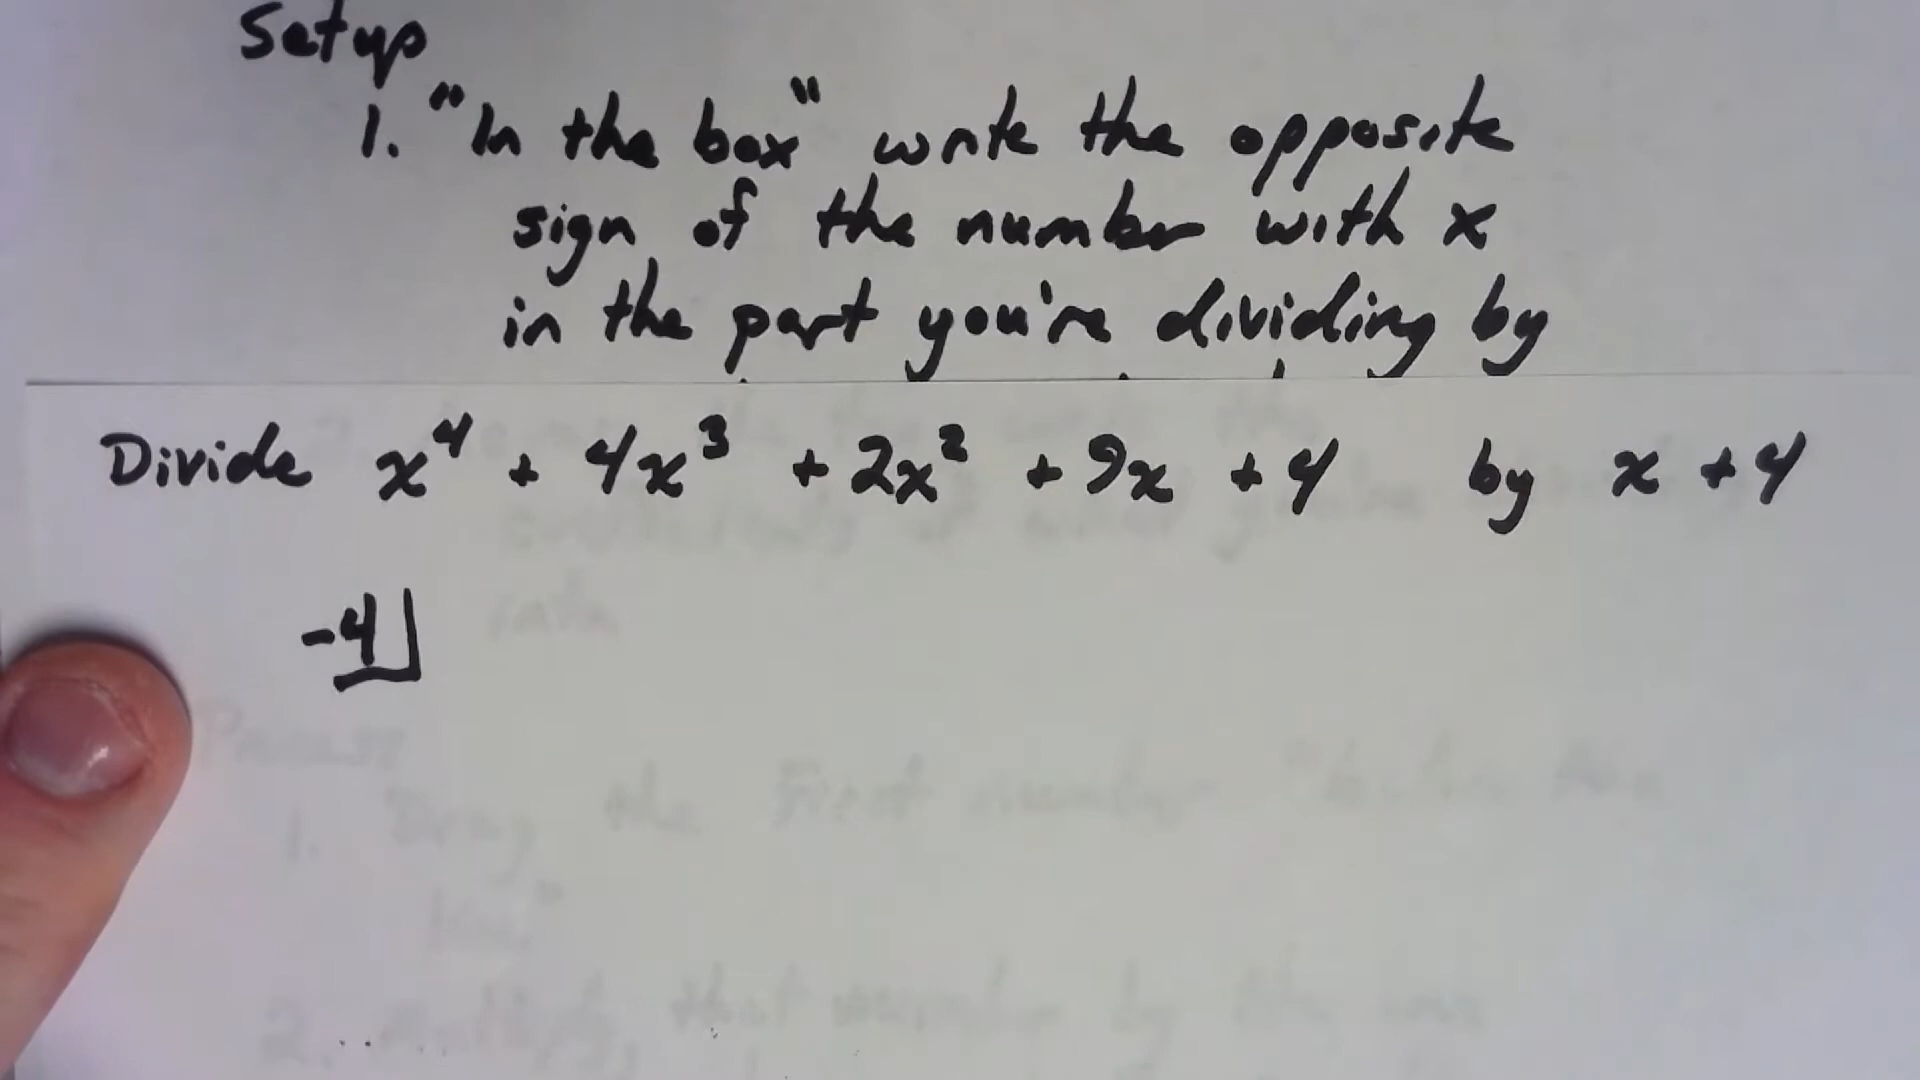 Setup
1. "In the box" write the opposite
sign of the number with x
in the part you're dividing by
Divide x⁴ + 4x³ + 2x² + 9x + 4 by x + 4
-4